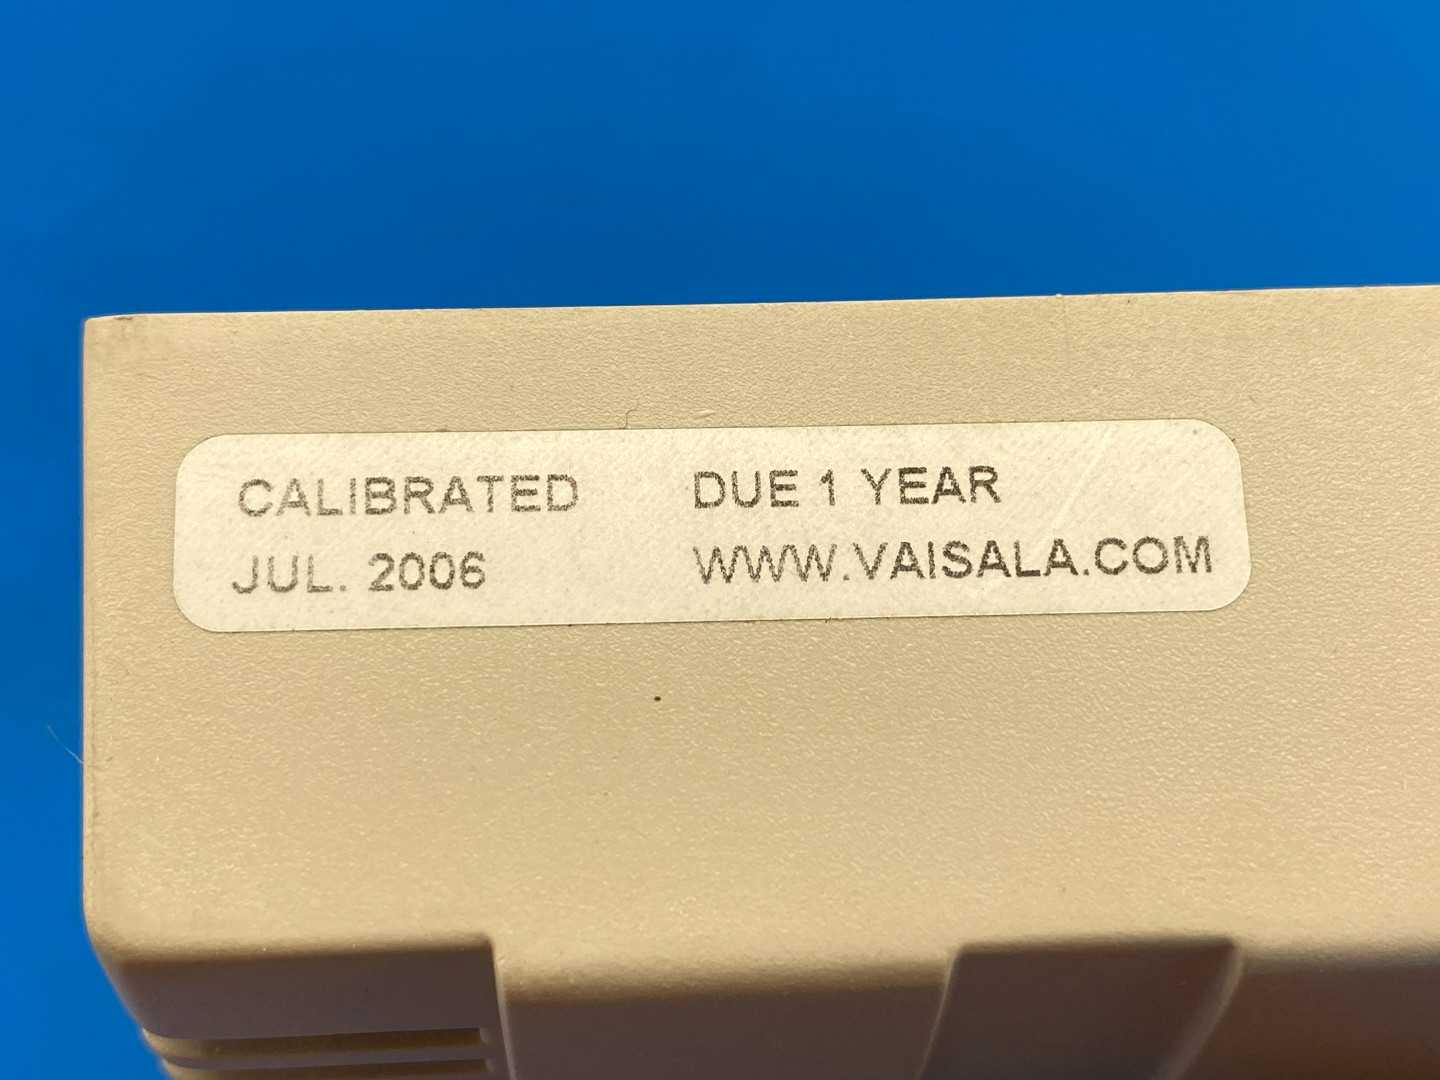 CALIBRATED DUE 1 YEAR
JUL. 2006 WWW.VAISALA.COM